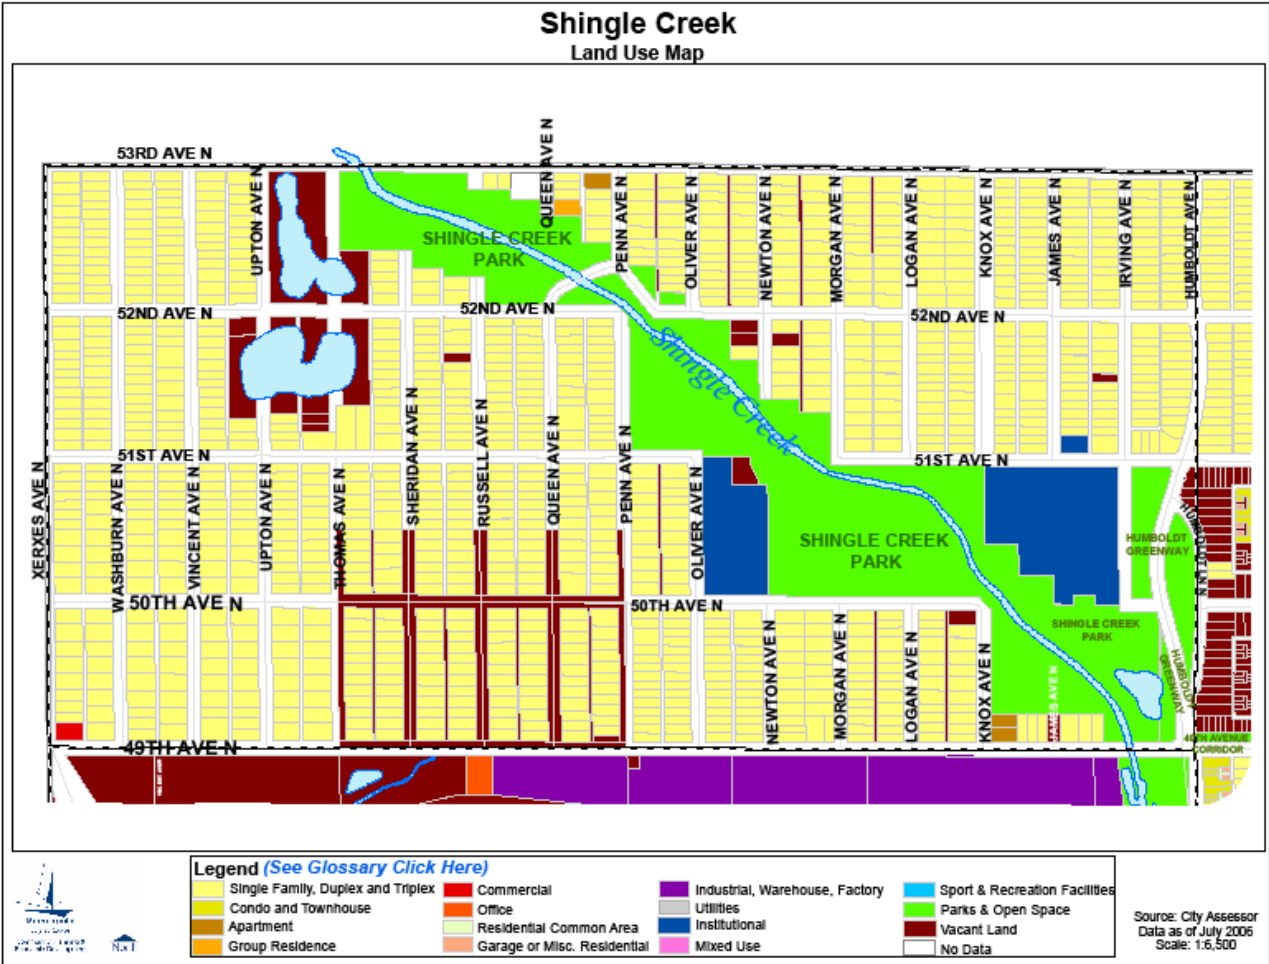 Shingle Creek
Land Use Map
53RD AVE N
QUEEN AVE N
UPTON AVE N
PENN AVE N
OLIVER AVE N
NEWTON AVE N
MORGAN AVE N
LOGAN AVE N
KNOX AVE N
JAMES AVE N
IRVING AVE N
HUMBOLDT AVE N
SHINGLE CREEK
PARK
52ND AVE N
52ND AVE N
52ND AVE N
Shingle Creek
51ST AVE N
51ST AVE N
XERXES AVE N
WASHBURN AVE N
VINCENT AVE N
UPTON AVE N
THOMAS AVE N
SHERIDAN AVE N
RUSSELL AVE N
QUEEN AVE N
PENN AVE N
OLIVER AVE N
SHINGLE CREEK
PARK
HUMBOLDT
GREENWAY
HUMBOLDT LN N
50TH AVE N
50TH AVE N
SHINGLE CREEK
PARK
HUMBOLDT
GREENWAY
NEWTON AVE N
MORGAN AVE N
LOGAN AVE N
KNOX AVE N
JAMES AVE N
49TH AVE N
49TH AVENUE
CORRIDOR
Legend (See Glossary Click Here)
Single Family, Duplex and Triplex
Condo and Townhouse
Apartment
Group Residence
Commercial
Office
Residential Common Area
Garage or Misc. Residential
Industrial, Warehouse, Factory
Utilities
Institutional
Mixed Use
Sport & Recreation Facilities
Parks & Open Space
Vacant Land
No Data
Source: City Assessor
Data as of July 2006
Scale: 1:6,500